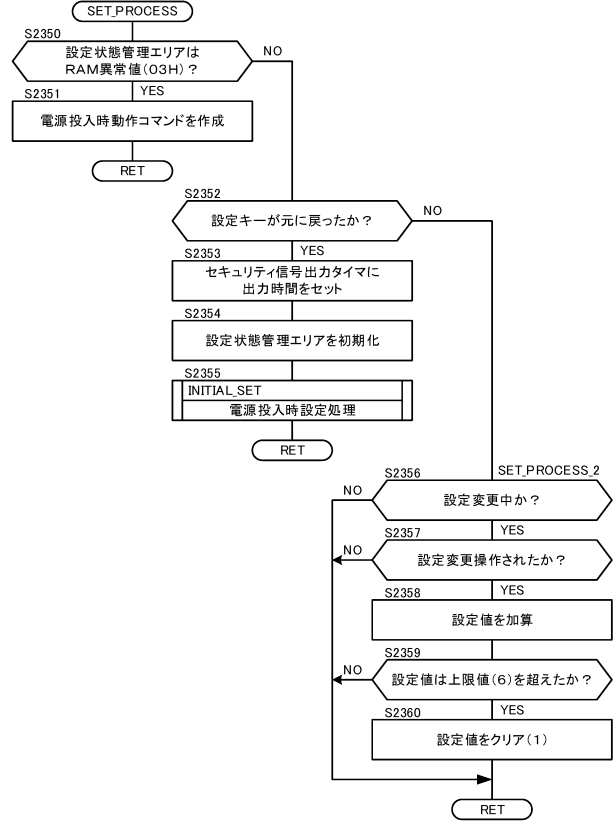 SET_PROCESS
S2350
設定状態管理エリアは
RAM異常値(03H)？
NO
YES
S2351
電源投入時動作コマンドを作成
RET
S2352
設定キーが元に戻ったか？
NO
YES
S2353
セキュリティ信号出力タイマに
出力時間をセット
S2354
設定状態管理エリアを初期化
S2355
INITIAL_SET
電源投入時設定処理
RET
SET_PROCESS_2
S2356
設定変更中か？
NO
YES
S2357
設定変更操作されたか？
NO
YES
S2358
設定値を加算
S2359
設定値は上限値(6)を超えたか？
NO
YES
S2360
設定値をクリア(1)
RET